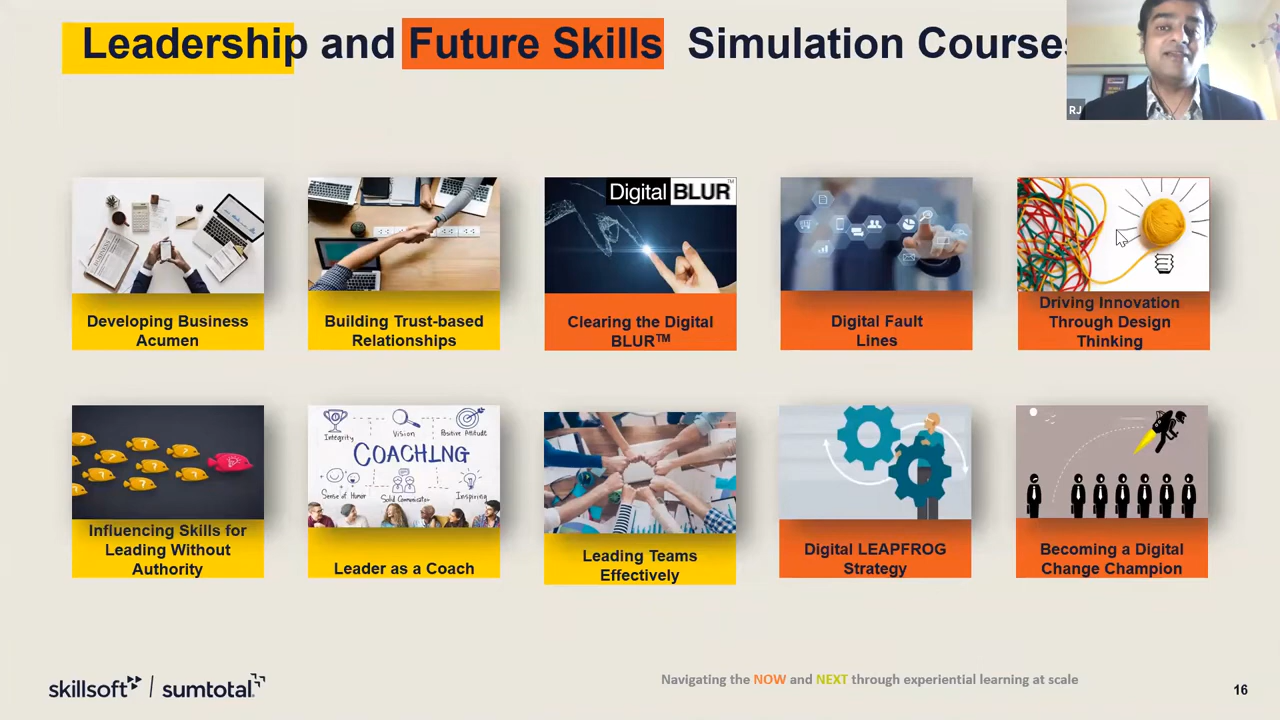 Leadership and Future Skills Simulation Courses
RJ
Digital BLUR™
Developing Business
Acumen
Building Trust-based
Relationships
Clearing the Digital
BLUR™
Digital Fault
Lines
Driving Innovation
Through Design
Thinking
Integrity
Vision
Positive Attitude
COACHING
Sense of Humor
Solid Communicator
Inspiring
Influencing Skills for
Leading Without
Authority
Leader as a Coach
Leading Teams
Effectively
Digital LEAPFROG
Strategy
Becoming a Digital
Change Champion
skillsoft | sumtotal.
Navigating the NOW and NEXT through experiential learning at scale
16